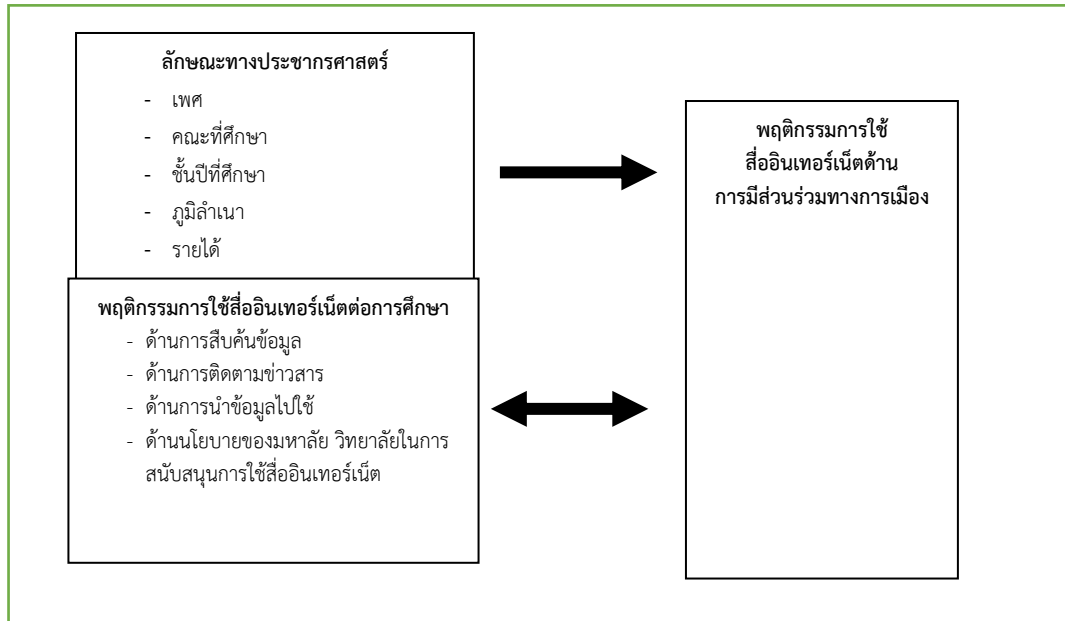 ลักษณะทางประชากรศาสตร์
- เพศ
- คณะที่ศึกษา
- ชั้นปีที่ศึกษา
- ภูมิลำเนา
- รายได้
พฤติกรรมการใช้สื่ออินเทอร์เน็ตต่อการศึกษา
- ด้านการสืบค้นข้อมูล
- ด้านการติดตามข่าวสาร
- ด้านการนำข้อมูลไปใช้
- ด้านนโยบายของมหาลัย วิทยาลัยในการ
สนับสนุนการใช้สื่ออินเทอร์เน็ต
พฤติกรรมการใช้
สื่ออินเทอร์เน็ตด้าน
การมีส่วนร่วมทางการเมือง